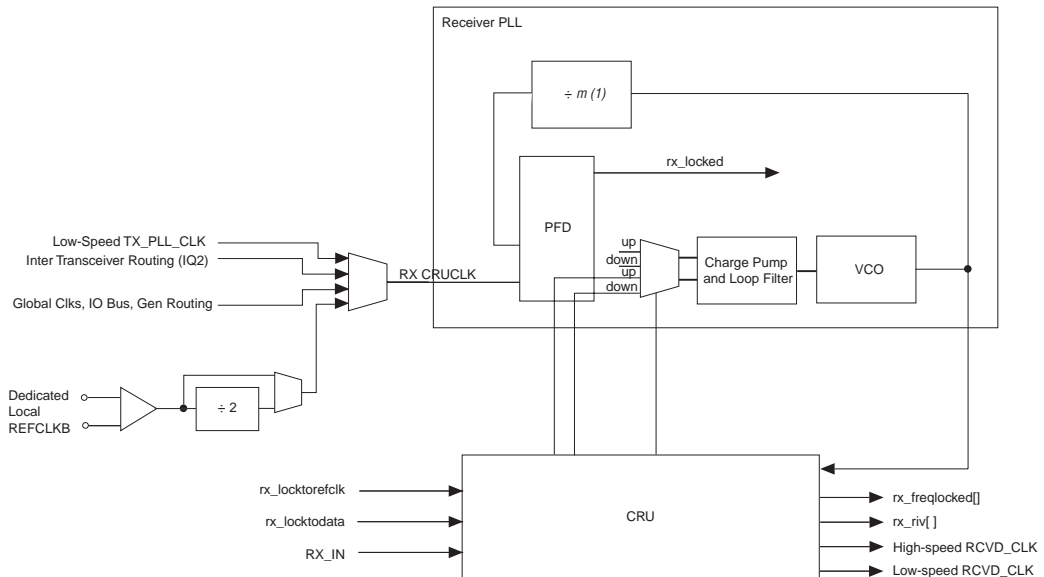 Receiver PLL
÷ m (1)
rx_locked
PFD
up
down
up
down
Charge Pump
and Loop Filter
VCO
Low-Speed TX_PLL_CLK
Inter Transceiver Routing (IQ2)
RX CRUCLK
Global Clks, IO Bus, Gen Routing
Dedicated
Local
REFCLKB
÷ 2
rx_locktorefclk
rx_locktodata
RX_IN
CRU
rx_freqlocked[]
rx_riv[ ]
High-speed RCVD_CLK
Low-speed RCVD_CLK